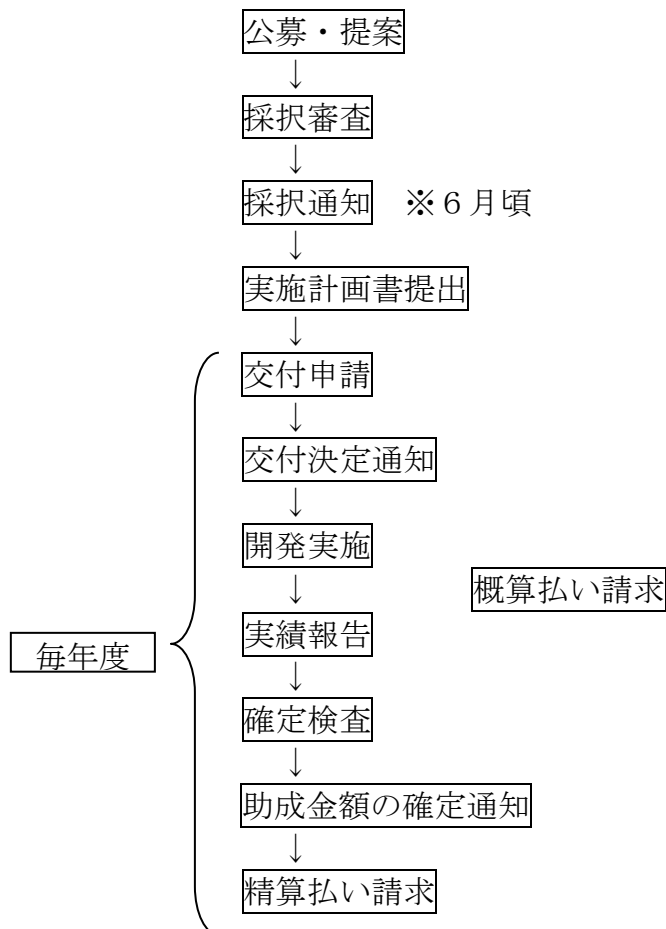 公募・提案
↓
採択審査
↓
採択通知　※６月頃
↓
実施計画書提出
↓
交付申請
↓
交付決定通知
↓
開発実施
↓
概算払い請求
実績報告
毎年度
↓
確定検査
↓
助成金額の確定通知
↓
精算払い請求